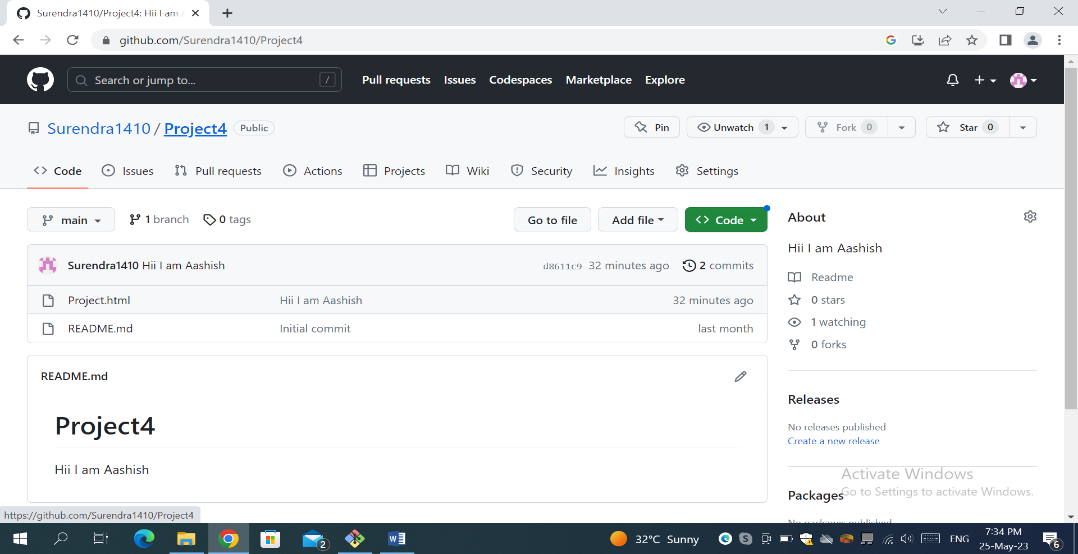 Surendra1410/Project4: Hii I am A
github.com/Surendra1410/Project4
Search or jump to... /
Pull requests Issues Codespaces Marketplace Explore
Surendra1410 / Project4 Public
Pin Unwatch 1 Fork 0 Star 0
Code Issues Pull requests Actions Projects Wiki Security Insights Settings
main 1 branch 0 tags Go to file Add file Code
Surendra1410 Hii I am Aashish d8611c9 32 minutes ago 2 commits
Project.html Hii I am Aashish 32 minutes ago
README.md Initial commit last month
README.md
Project4
Hii I am Aashish
About
Hii I am Aashish
Readme
0 stars
1 watching
0 forks
Releases
No releases published
Create a new release
Activate Windows
Go to Settings to activate Windows.
Packages
No packages published
https://github.com/Surendra1410/Project4
2 32°C Sunny ENG 7:34 PM
25-May-23 6